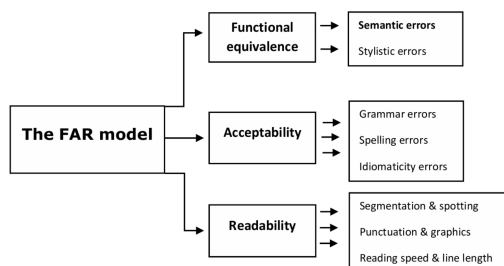 The FAR model
Functional
equivalence
Semantic errors
Stylistic errors
Acceptability
Grammar errors
Spelling errors
Idiomaticity errors
Readability
Segmentation & spotting
Punctuation & graphics
Reading speed & line length